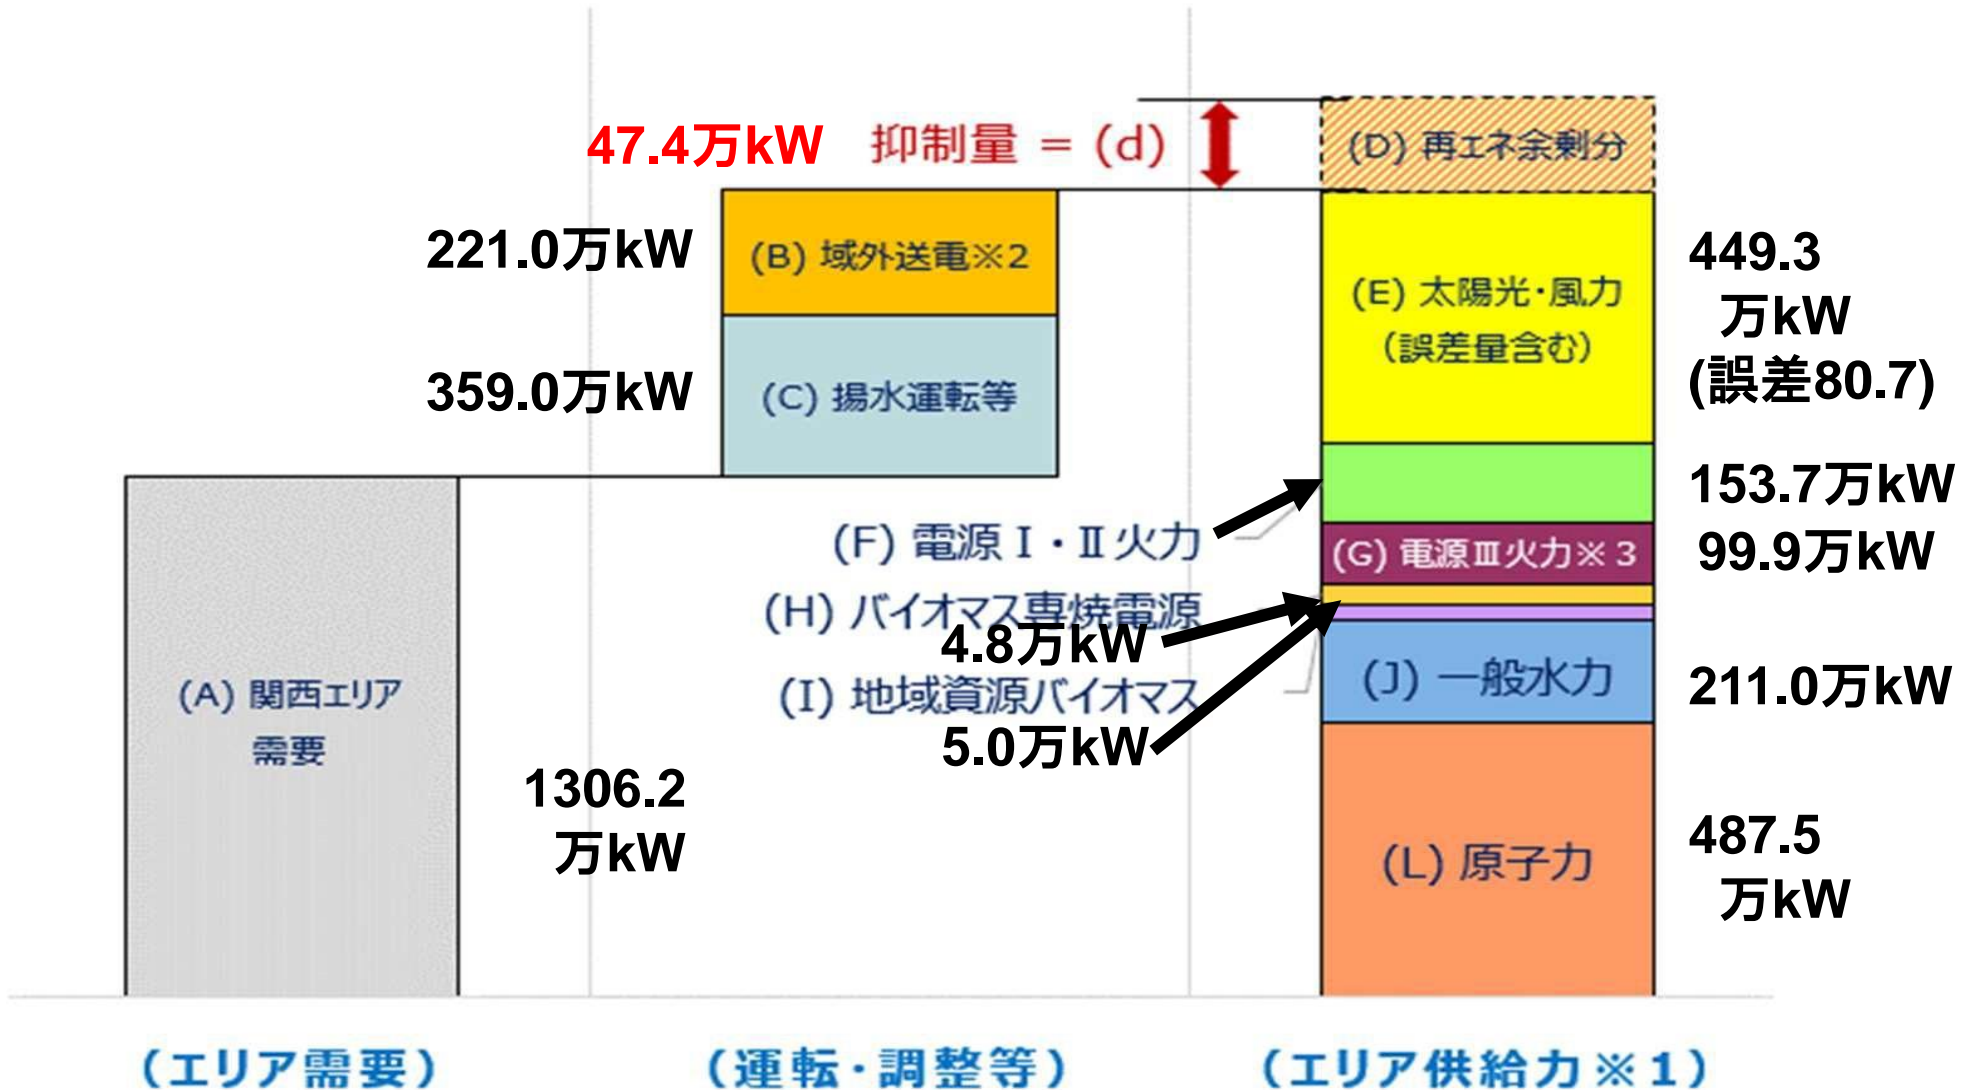 47.4万kW 抑制量 = (d)
(D) 再エネ余剰分
221.0万kW
(B) 域外送電※2
359.0万kW
(C) 揚水運転等
(E) 太陽光・風力
(誤差量含む)
449.3
万kW
(誤差80.7)
(F) 電源Ⅰ・Ⅱ火力
153.7万kW
(G) 電源Ⅲ火力※3
99.9万kW
(H) バイオマス専焼電源
4.8万kW
(I) 地域資源バイオマス
5.0万kW
(J) 一般水力
211.0万kW
(A) 関西エリア
需要
1306.2
万kW
(L) 原子力
487.5
万kW
(エリア需要)
(運転・調整等)
(エリア供給力※1)